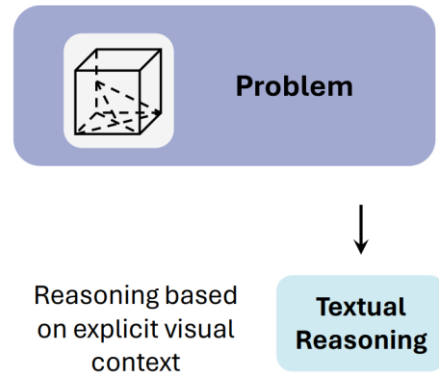 Problem
Reasoning based
on explicit visual
context
Textual
Reasoning